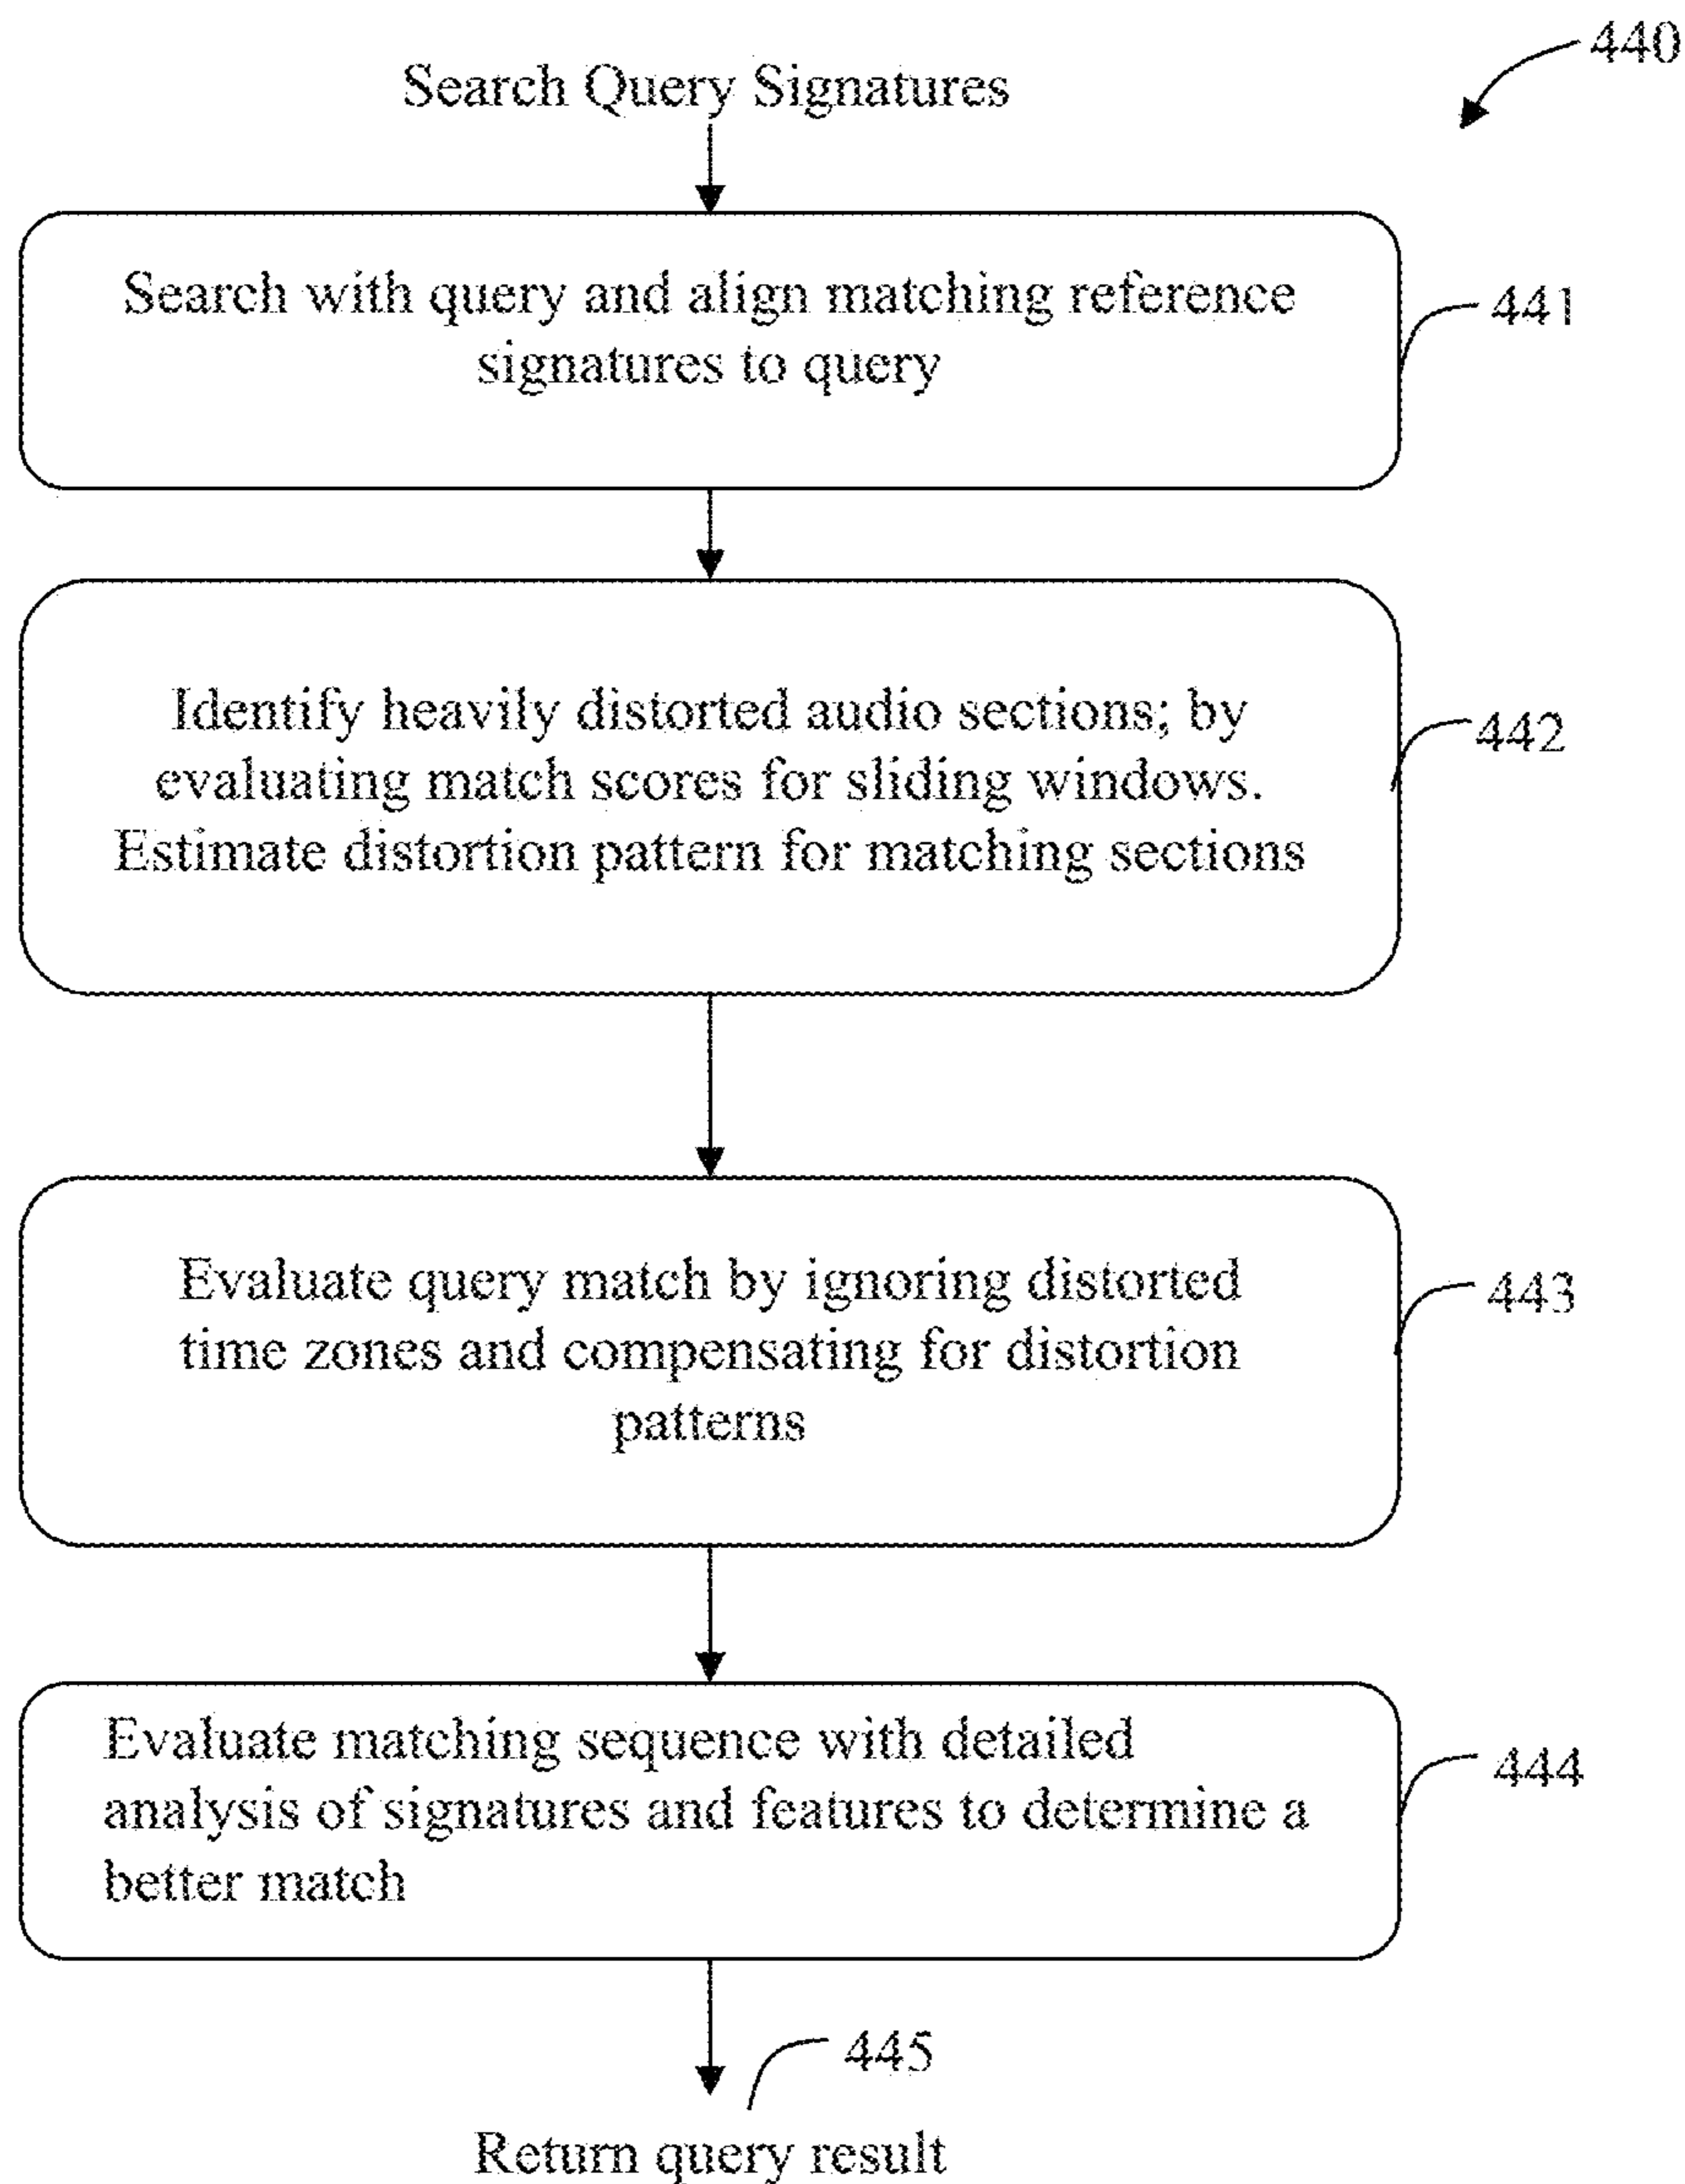 440
Search Query Signatures
Search with query and align matching reference
signatures to query
441
Identify heavily distorted audio sections; by
evaluating match scores for sliding windows.
Estimate distortion pattern for matching sections
442
Evaluate query match by ignoring distorted
time zones and compensating for distortion
patterns
443
Evaluate matching sequence with detailed
analysis of signatures and features to determine a
better match
444
445
Return query result